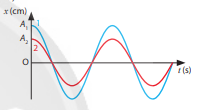 x (cm)
A₁ 1
A₂
2
O
t (s)